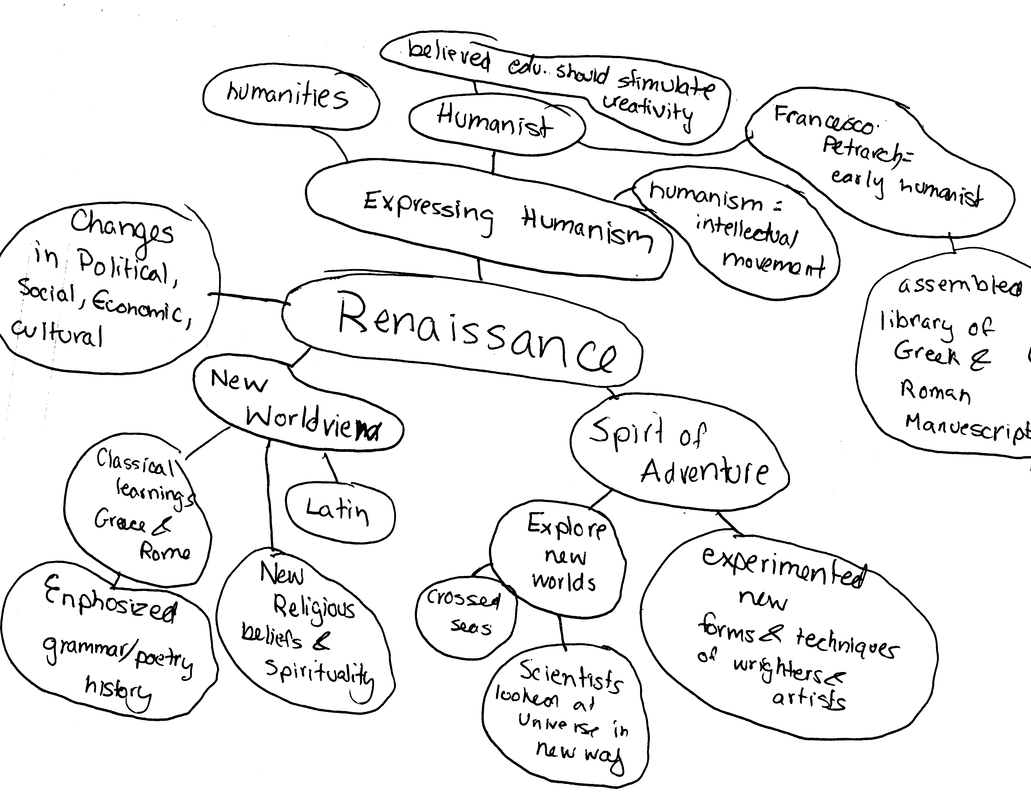 believed edu. should stimulate
creativity
humanities
Humanist
Francesco
Petrarch=
early humanist
Expressing Humanism
humanism =
intellectual
movement
Changes
in Political,
Social, Economic,
cultural
Renaissance
assembled
library of
Greek &
Roman
Manuescript
New
Worldview
Spirt of
Adventure
Classical
learnings
Grece &
Rome
Latin
Explore
new
worlds
experimented
new
forms & techniques
of wrighters &
artists
Enphosized
grammar/poetry
history
New
Religious
beliefs &
Spirituality
crossed
seas
Scientists
looked at
Universe in
new way